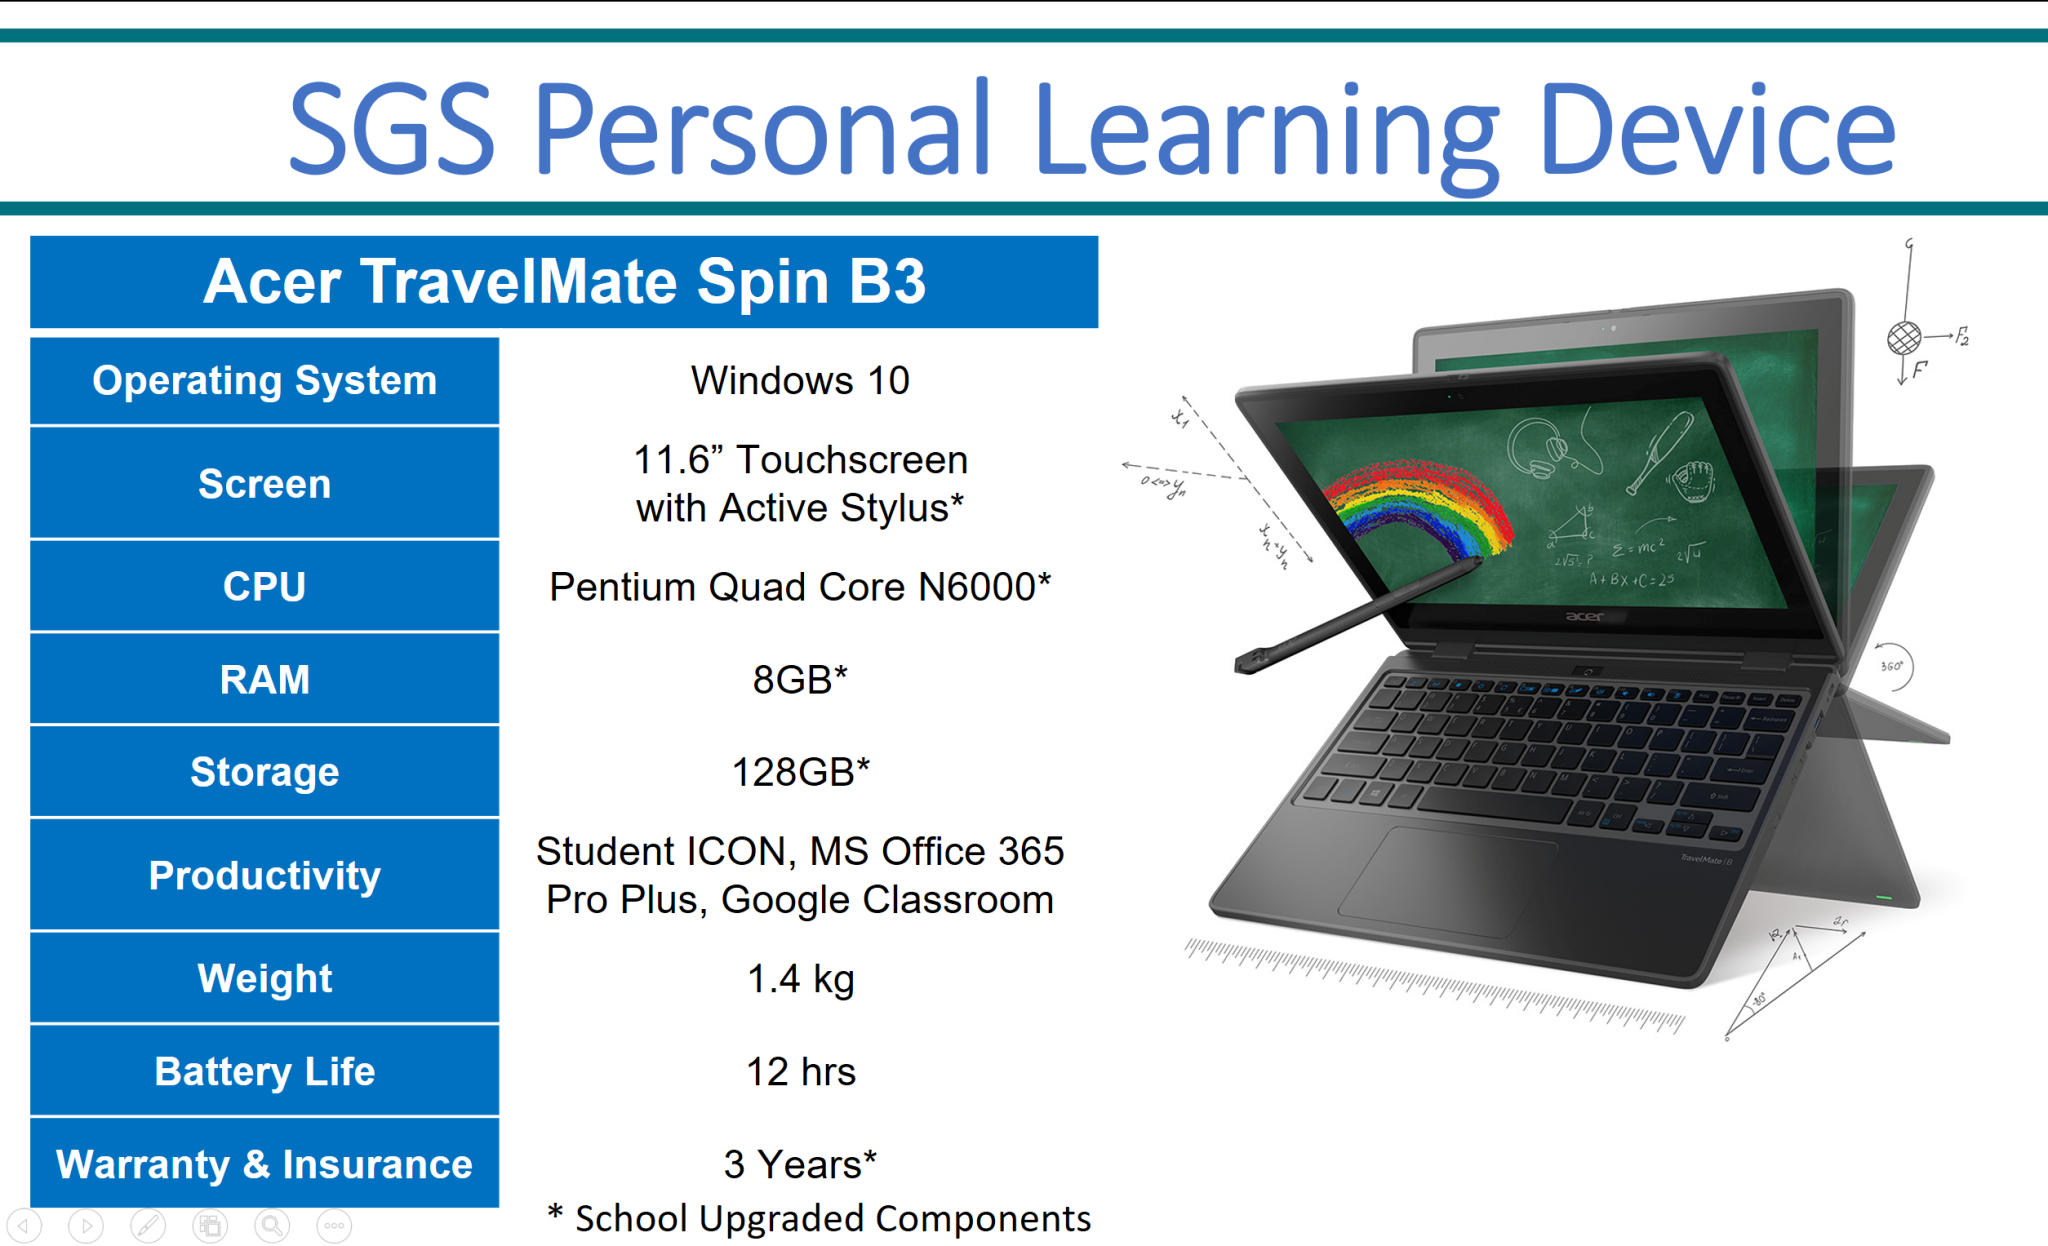 SGS Personal Learning Device
Acer TravelMate Spin B3
Operating System
Windows 10
Screen
11.6” Touchscreen
with Active Stylus*
CPU
Pentium Quad Core N6000*
RAM
8GB*
Storage
128GB*
Productivity
Student ICON, MS Office 365
Pro Plus, Google Classroom
Weight
1.4 kg
Battery Life
12 hrs
Warranty & Insurance
3 Years*
* School Upgraded Components
F₂
F
X₁
360°
A+BX+C=25
acer
TravelMate | B